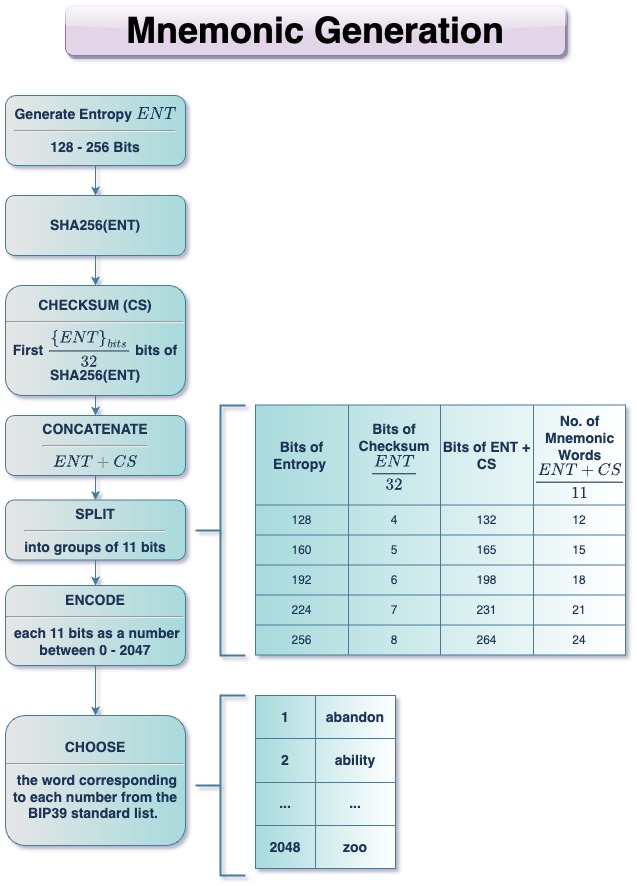 Mnemonic Generation
Generate Entropy ENT
128 - 256 Bits
SHA256(ENT)
CHECKSUM (CS)
First {ENT}bits / 32 bits of
SHA256(ENT)
CONCATENATE
ENT + CS
SPLIT
into groups of 11 bits
ENCODE
each 11 bits as a number
between 0 - 2047
CHOOSE
the word corresponding
to each number from the
BIP39 standard list.
Bits of
Entropy
Bits of
Checksum
ENT
32
Bits of ENT +
CS
No. of
Mnemonic
Words
ENT + CS
11
128 4 132 12
160 5 165 15
192 6 198 18
224 7 231 21
256 8 264 24
1 abandon
2 ability
... ...
2048 zoo